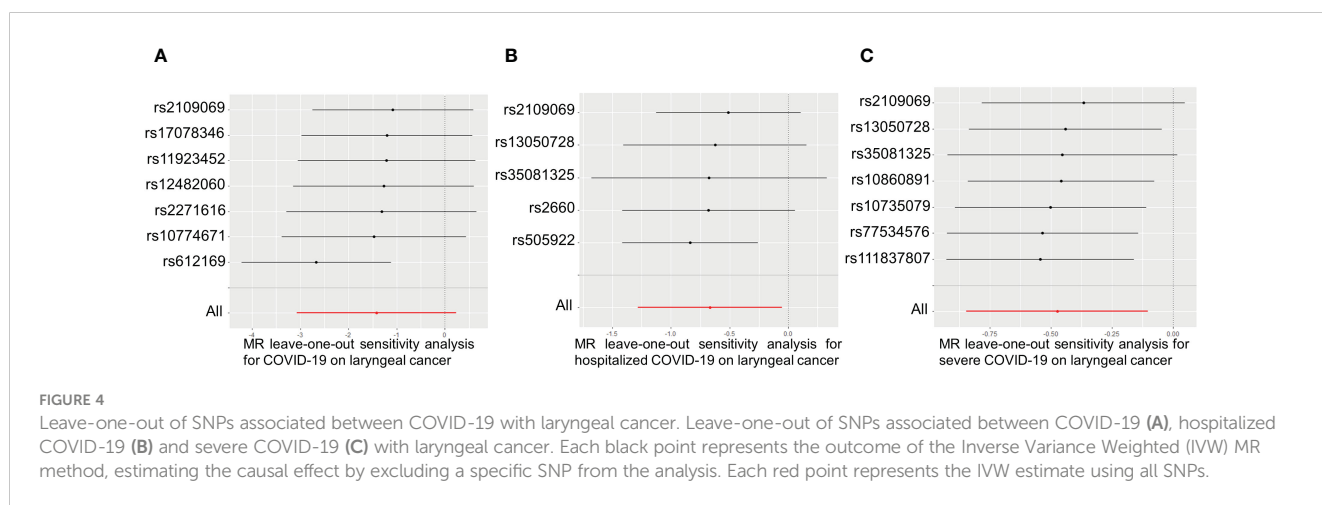 A
rs2109069
rs17078346
rs11923452
rs12482060
rs2271616
rs10774671
rs612169
All
-4
-3
-2
-1
0
MR leave-one-out sensitivity analysis
for COVID-19 on laryngeal cancer
B
rs2109069
rs13050728
rs35081325
rs2660
rs505922
All
-1.5
-1.0
-0.5
0.0
MR leave-one-out sensitivity analysis for
hospitalized COVID-19 on laryngeal cancer
C
rs2109069
rs13050728
rs35081325
rs10860891
rs10735079
rs77534576
rs111837807
All
-0.75
-0.50
-0.25
0.00
MR leave-one-out sensitivity analysis for
severe COVID-19 on laryngeal cancer
FIGURE 4
Leave-one-out of SNPs associated between COVID-19 with laryngeal cancer. Leave-one-out of SNPs associated between COVID-19 (A), hospitalized
COVID-19 (B) and severe COVID-19 (C) with laryngeal cancer. Each black point represents the outcome of the Inverse Variance Weighted (IVW) MR
method, estimating the causal effect by excluding a specific SNP from the analysis. Each red point represents the IVW estimate using all SNPs.